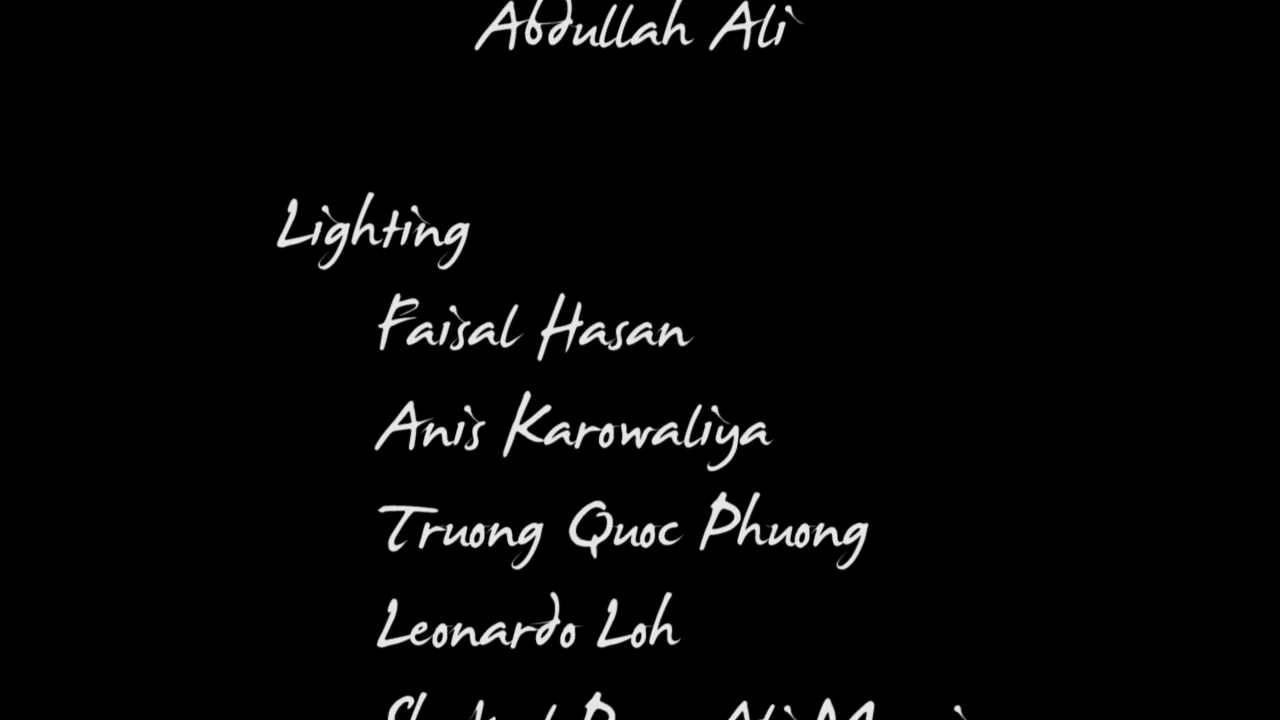 Abdullah Ali
Lighting
Faisal Hasan
Anis Karowaliya
Truong Quoc Phuong
Leonardo Loh